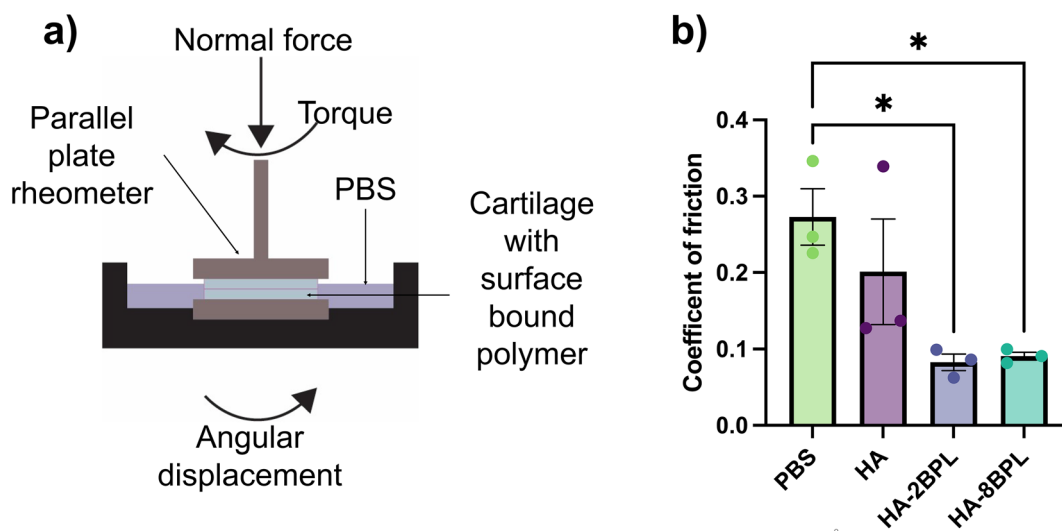 a)
Normal force
Torque
Parallel
plate
rheometer
PBS
Cartilage
with
surface
bound
polymer
Angular
displacement
b)
*
*
Coefficent of friction
0.4
0.3
0.2
0.1
0.0
PBS
HA
HA-2BPL
HA-8BPL